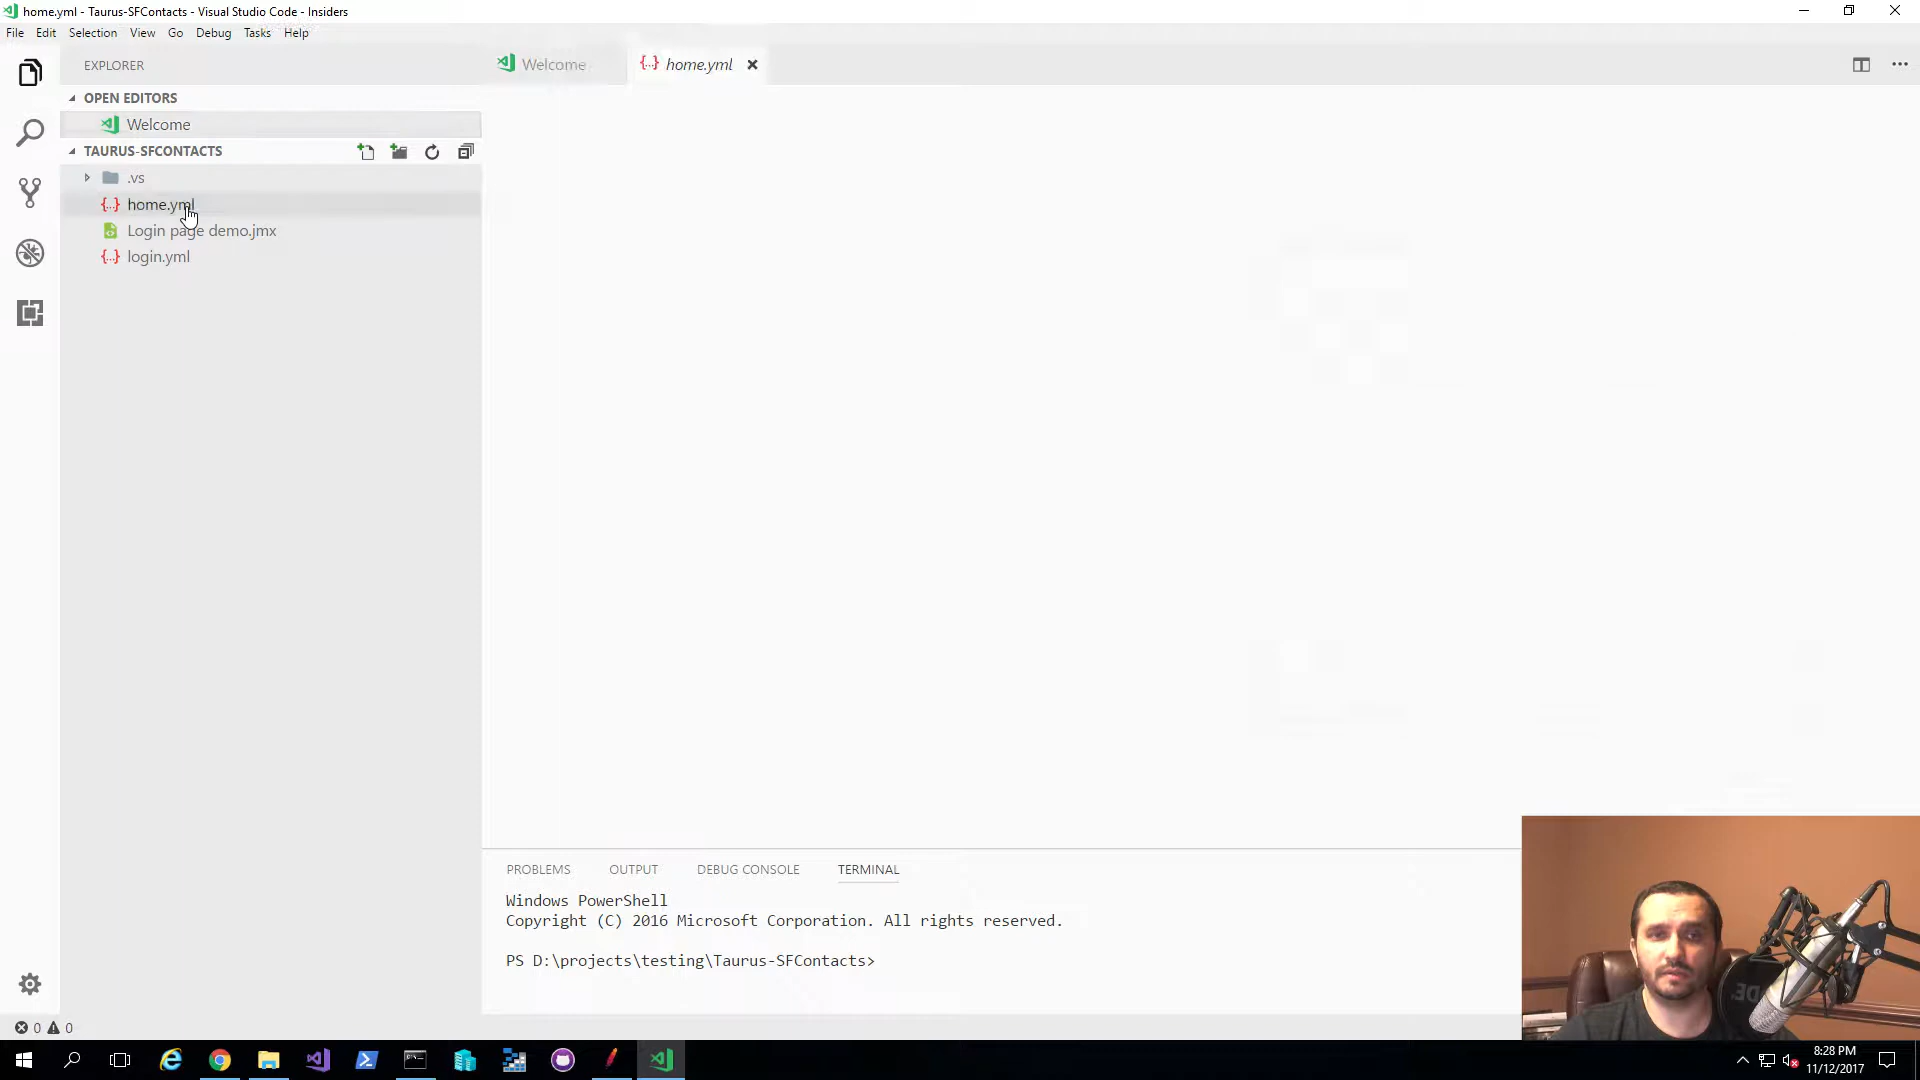 home.yml - Taurus-SFContacts - Visual Studio Code - Insiders
File Edit Selection View Go Debug Tasks Help
EXPLORER
Welcome
home.yml
OPEN EDITORS
Welcome
TAURUS-SFCONTACTS
.vs
home.yml
Login page demo.jmx
login.yml
PROBLEMS OUTPUT DEBUG CONSOLE TERMINAL
Windows PowerShell
Copyright (C) 2016 Microsoft Corporation. All rights reserved.
PS D:\projects\testing\Taurus-SFContacts>
0 0
8:28 PM
11/12/2017